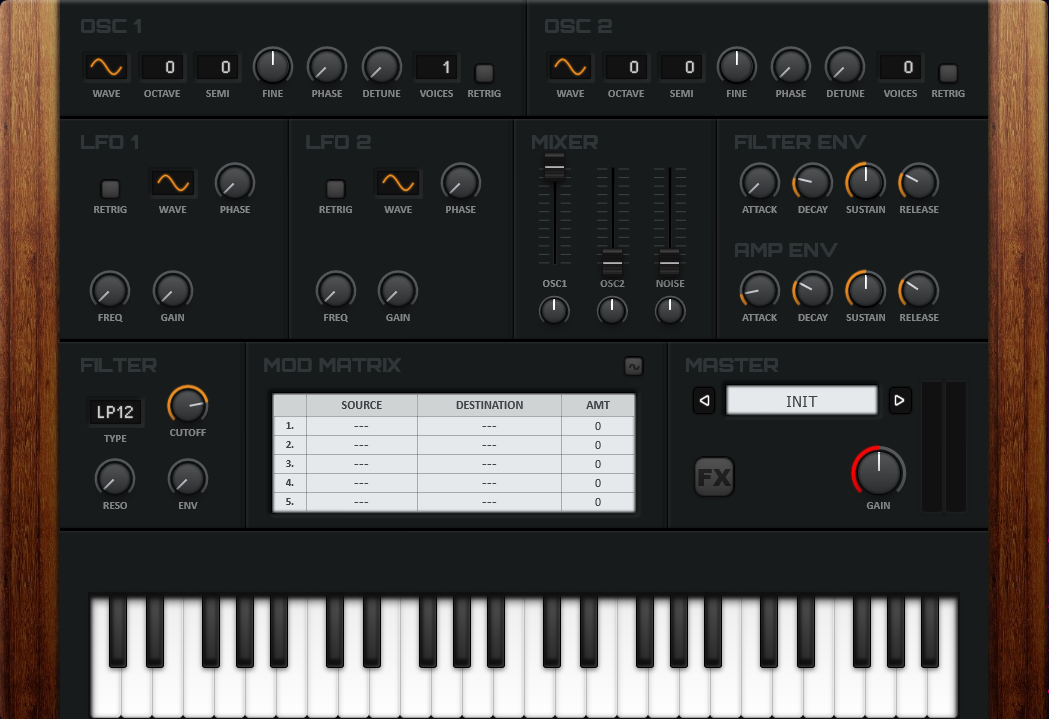 OSC 1
0 0 1
WAVE OCTAVE SEMI FINE PHASE DETUNE VOICES RETRIG
OSC 2
0 0 0
WAVE OCTAVE SEMI FINE PHASE DETUNE VOICES RETRIG
LFO 1
RETRIG WAVE PHASE
FREQ GAIN
LFO 2
RETRIG WAVE PHASE
FREQ GAIN
MIXER
OSC1 OSC2 NOISE
FILTER ENV
ATTACK DECAY SUSTAIN RELEASE
AMP ENV
ATTACK DECAY SUSTAIN RELEASE
FILTER
LP12
TYPE CUTOFF
RESO ENV
MOD MATRIX
SOURCE DESTINATION AMT
1. --- --- 0
2. --- --- 0
3. --- --- 0
4. --- --- 0
5. --- --- 0
MASTER
INIT
FX
GAIN